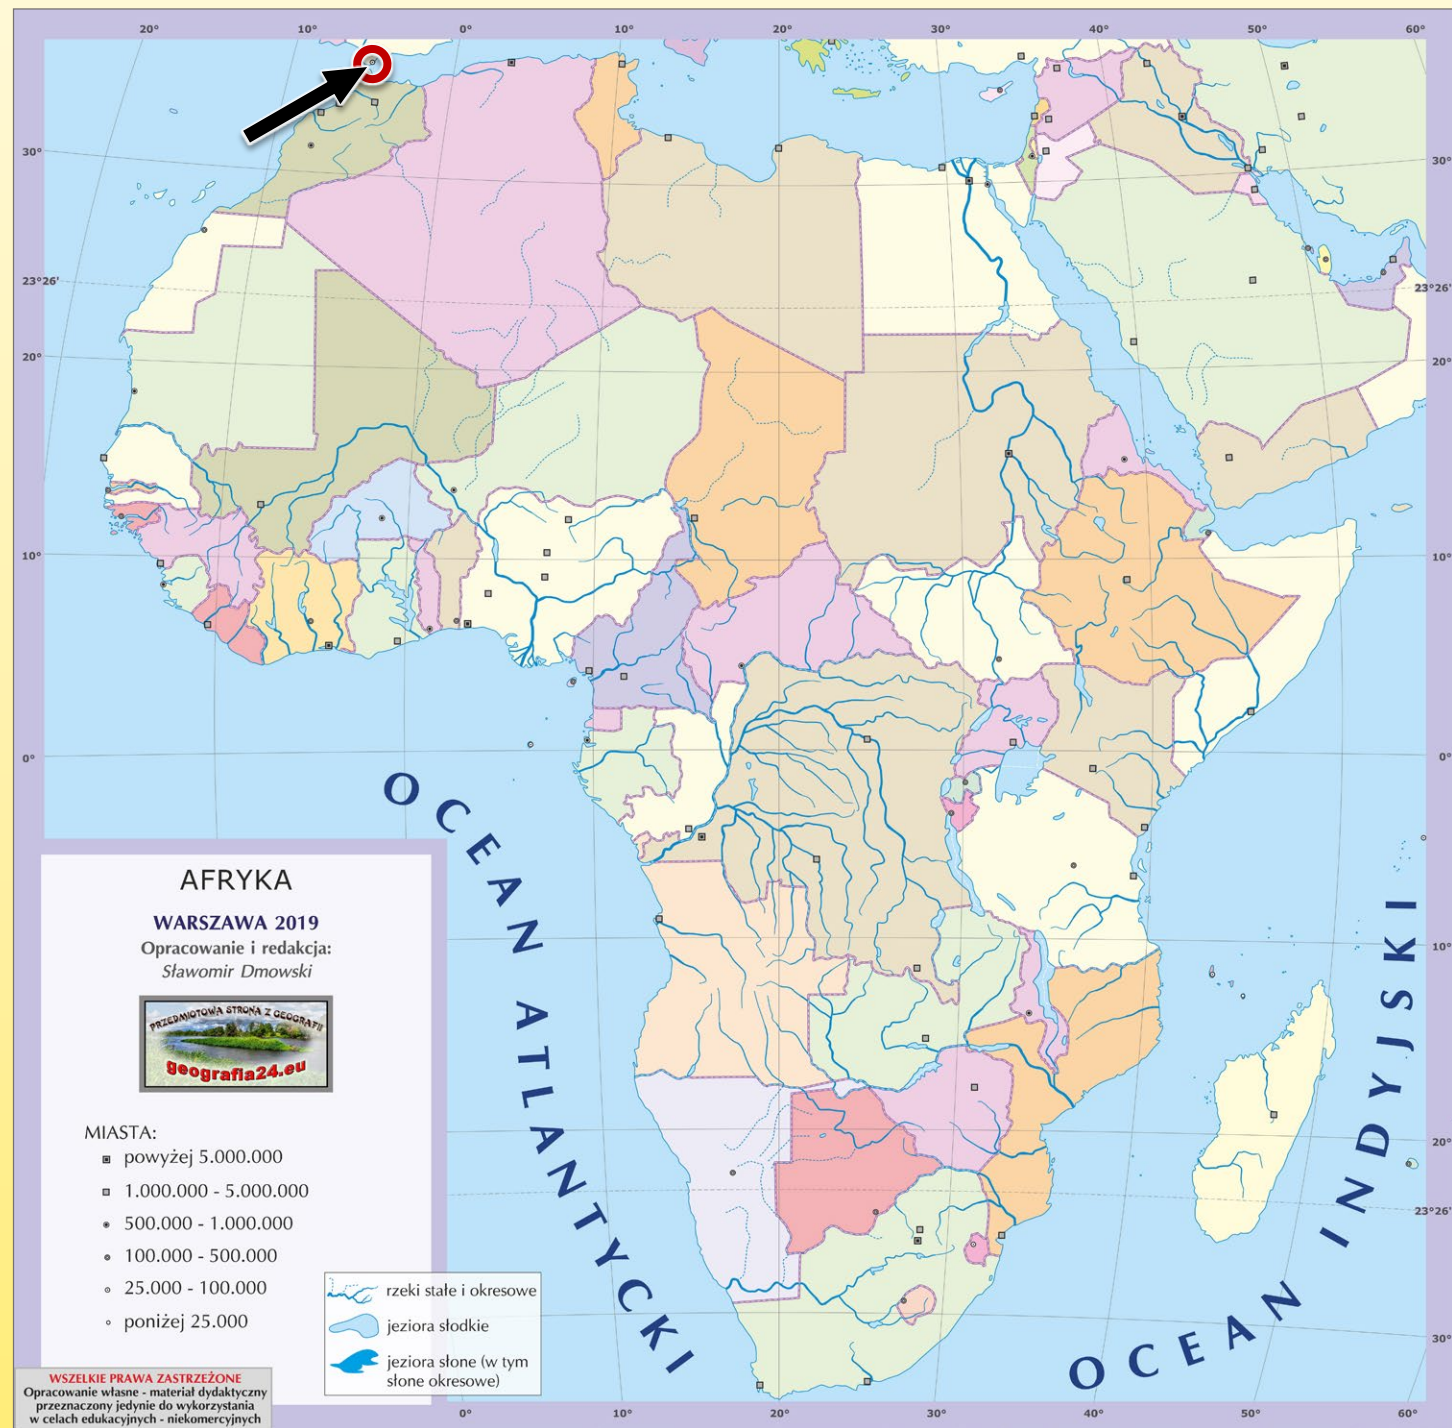 20° 10° 0° 10° 20° 30° 40° 50° 60°
30° 30°
23°26' 23°26'
20° 20°
10° 10°
0° 0°
10°
20°
23°26'
30°
OCEAN ATLANTYCKI
OCEAN INDYJSKI
AFRYKA
WARSZAWA 2019
Opracowanie i redakcja:
Sławomir Dmowski
PRZEDMIOTOWA STRONA Z GEOGRAFII
geografia24.eu
MIASTA:
powyżej 5.000.000
1.000.000 - 5.000.000
500.000 - 1.000.000
100.000 - 500.000
25.000 - 100.000
poniżej 25.000
rzeki stałe i okresowe
jeziora słodkie
jeziora słone (w tym
słone okresowe)
WSZELKIE PRAWA ZASTRZEŻONE
Opracowanie własne - materiał dydaktyczny
przeznaczony jedynie do wykorzystania
w celach edukacyjnych - niekomercyjnych
0° 10° 20° 30° 40° 50° 60°